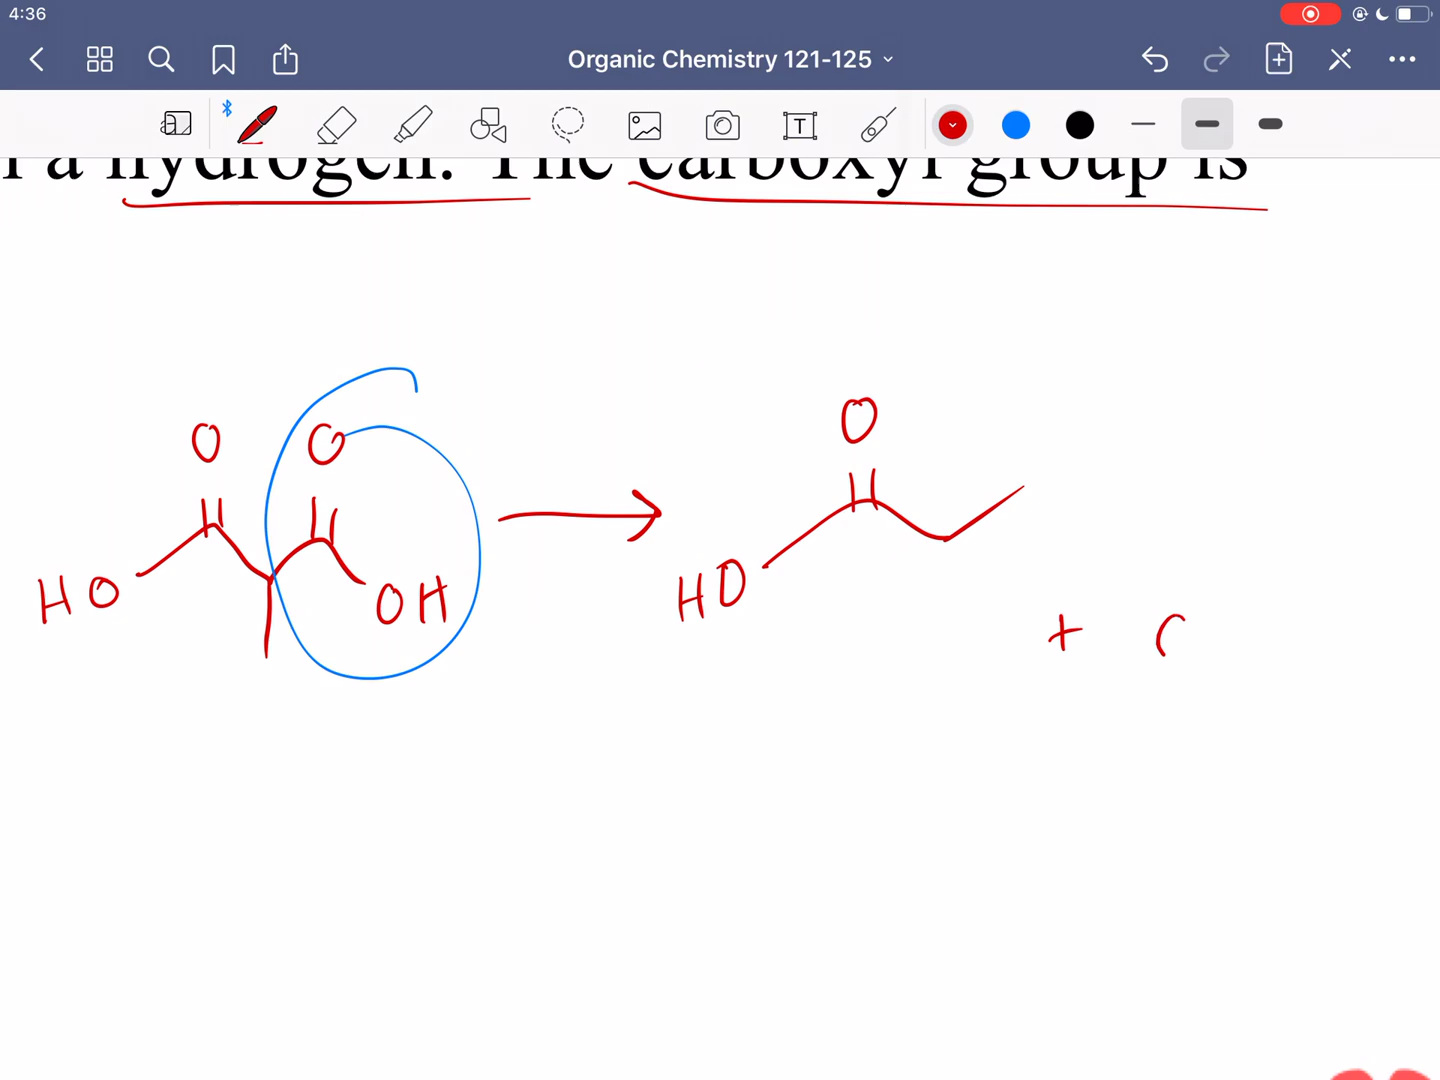 4:36
Organic Chemistry 121-125
T
a hydrogen. The carboxyl group is
O O O
HO OH HO
+ C